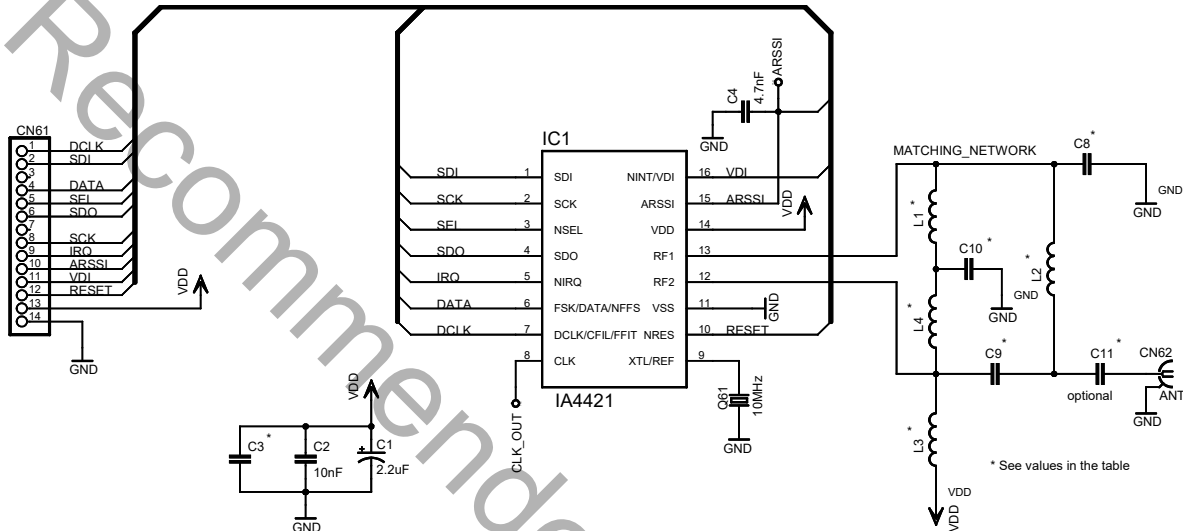 Recommende
CN61
1 DCLK
2 SDI
3
4 DATA
5 SEL
6 SDO
7
8 SCK
9 IRQ
10 ARSSI
11 VDI
12 RESET
13
14
VDD
GND
ARSSI
C4
4.7nF
GND
IC1
SDI 1 SDI
SCK 2 SCK
SEL 3 NSEL
SDO 4 SDO
IRQ 5 NIRQ
DATA 6 FSK/DATA/NFFS
DCLK 7 DCLK/CFIL/FFIT
8 CLK
NINT/VDI 16 VDI
ARSSI 15 ARSSI
VDD 14
VDD
RF1 13
RF2 12
VSS 11
GND
NRES 10 RESET
XTL/REF 9
IA4421
CLK_OUT
Q61
10MHz
GND
VDD
C3 *
C2
10nF
C1
+
2.2uF
GND
MATCHING_NETWORK
C8 *
GND
GND
L1 *
C10 *
GND
GND
L2 *
L4 *
C9 *
C11 *
optional
CN62
ANT
GND
L3 *
VDD
VDD
* See values in the table